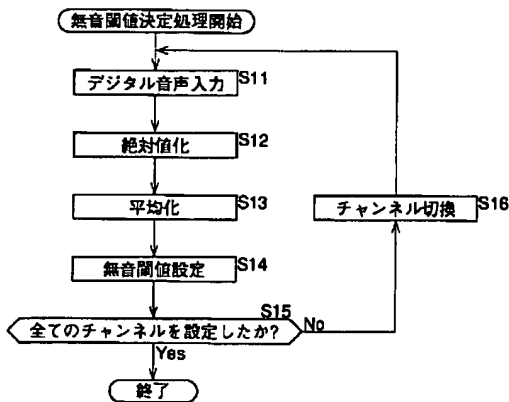 無音閾値決定処理開始
デジタル音声入力 S11
絶対値化 S12
平均化 S13
チャンネル切換 S16
無音閾値設定 S14
S15
全てのチャンネルを設定したか? No
Yes
終了